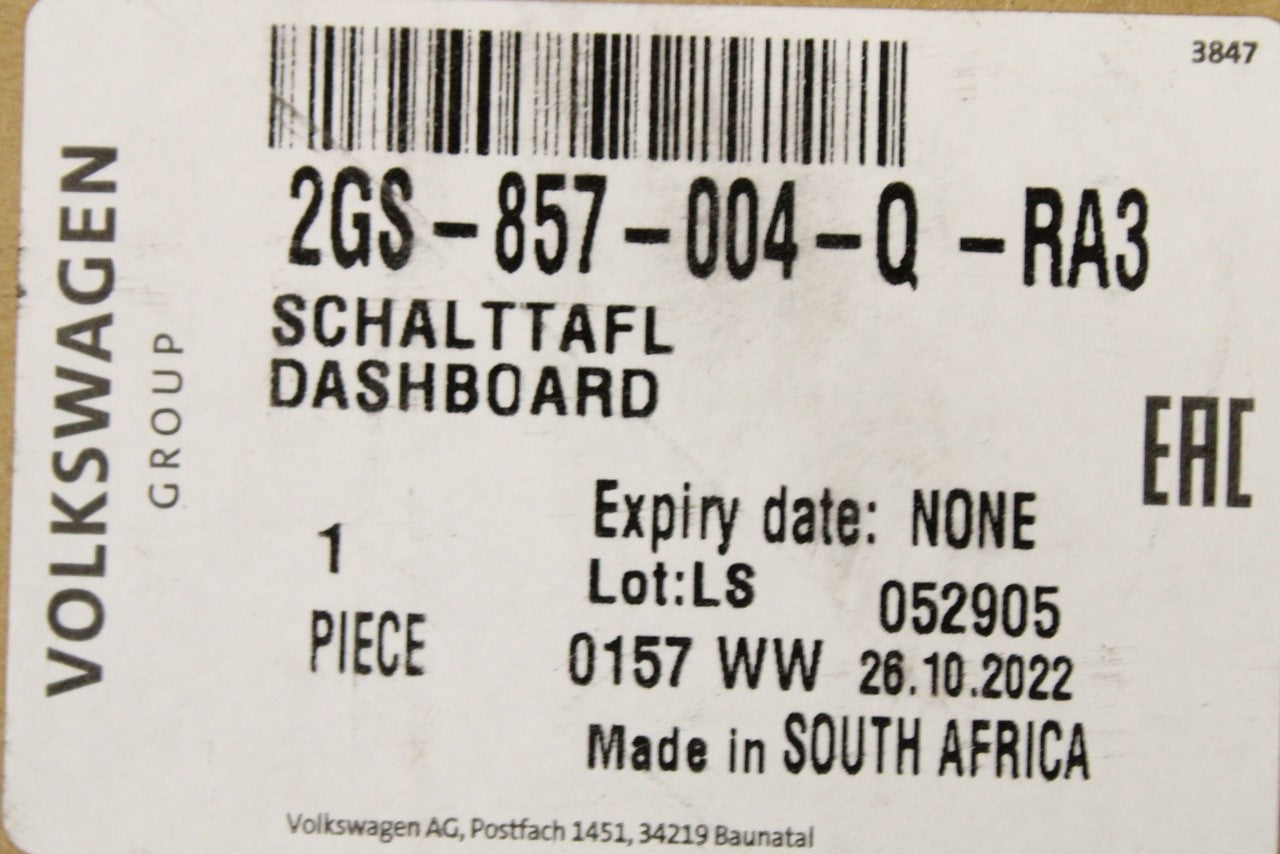 3847
2GS-857-004-Q -RA3
SCHALTTAFL
DASHBOARD
VOLKSWAGEN
GROUP
EAC
Expiry date: NONE
1
Lot:LS 052905
PIECE
0157 WW 26.10.2022
Made in SOUTH AFRICA
Volkswagen AG, Postfach 1451, 34219 Baunatal